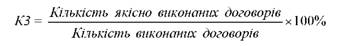 КЗ = Кількість якісно виконаних договорів ×100%
Кількість виконаних договорів